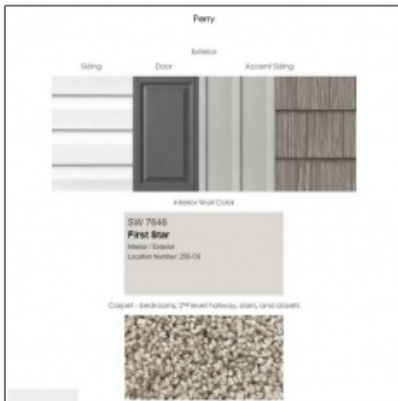 Perry
Exterior
Siding Door Accent Siding
Interior Wall Color
SW 7646
First Star
Interior / Exterior
Location Number: 256-C6
Carpet - bedrooms, 2nd level hallway, stairs, and closets